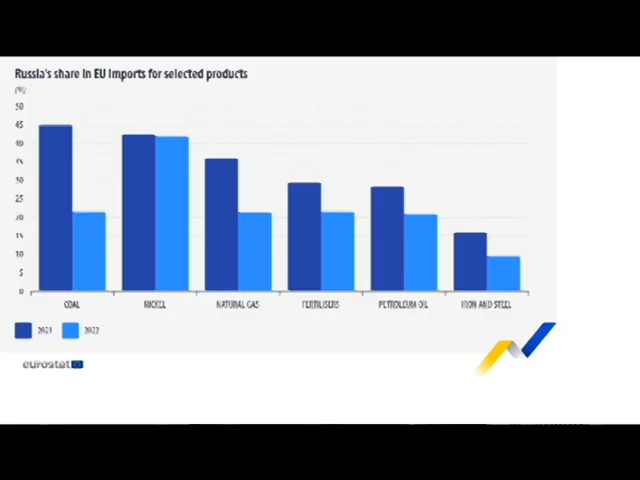 Russia's share in EU imports for selected products
(%)
50
45
40
35
30
25
20
15
10
5
0
COAL
NICKEL
NATURAL GAS
FERTILISERS
PETROLEUM OIL
IRON AND STEEL
2021
2022
eurostat